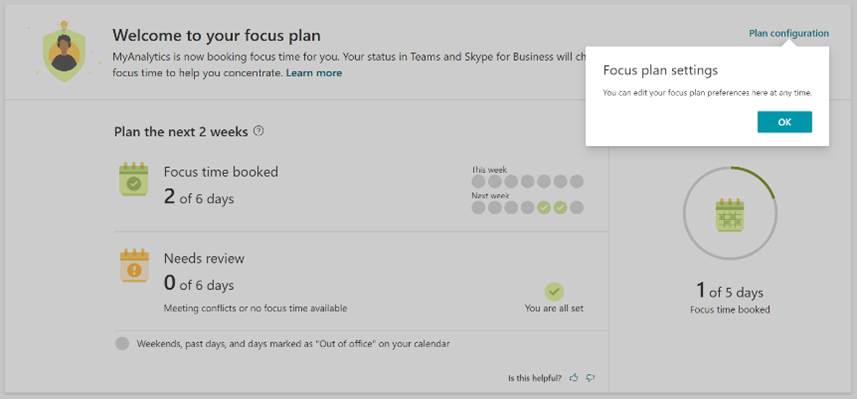 Welcome to your focus plan
Plan configuration
MyAnalytics is now booking focus time for you. Your status in Teams and Skype for Business will
focus time to help you concentrate. Learn more
Focus plan settings
You can edit your focus plan preferences here at any time.
OK
Plan the next 2 weeks
Focus time booked
2 of 6 days
This week
Next week
Needs review
0 of 6 days
Meeting conflicts or no focus time available
You are all set
1 of 5 days
Focus time booked
Weekends, past days, and days marked as "Out of office" on your calendar
Is this helpful?